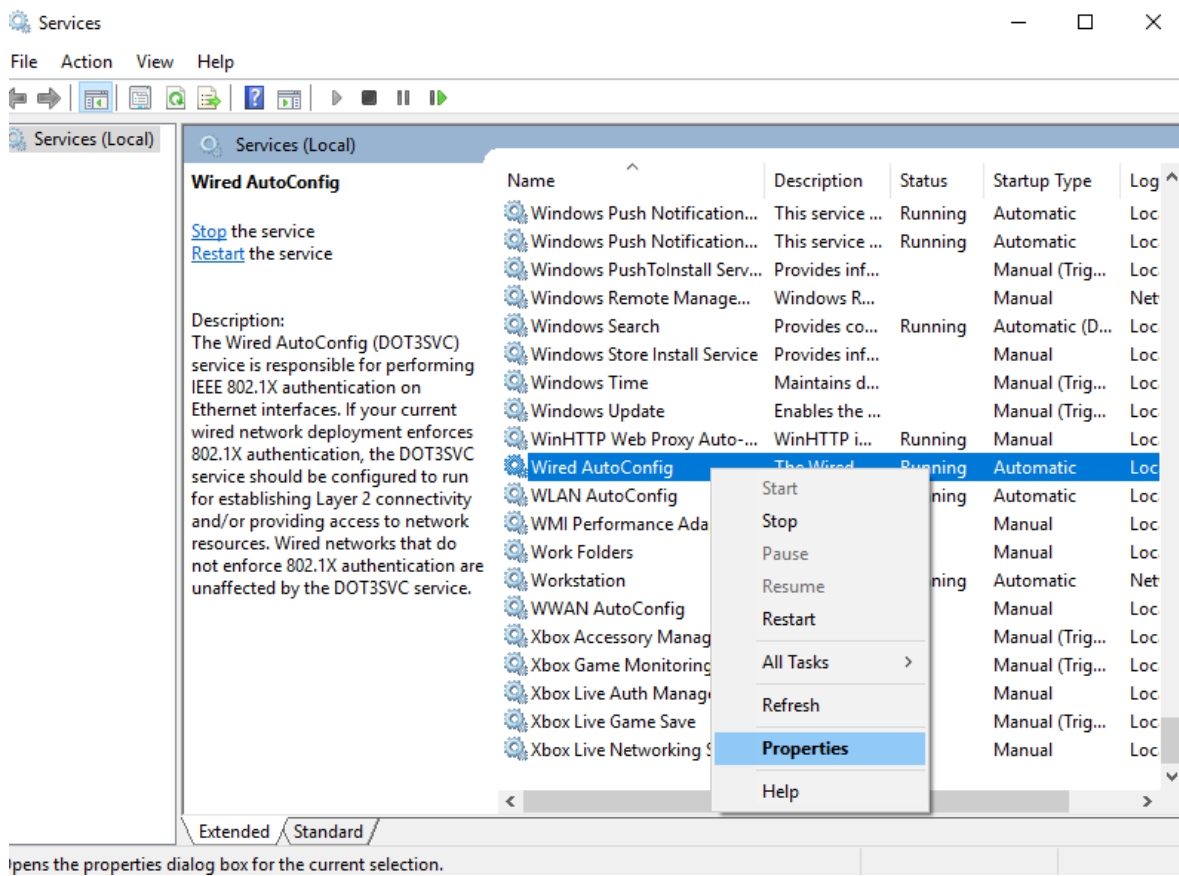 Services
File Action View Help
Services (Local)
Services (Local)
Wired AutoConfig
Stop the service
Restart the service
Description:
The Wired AutoConfig (DOT3SVC)
service is responsible for performing
IEEE 802.1X authentication on
Ethernet interfaces. If your current
wired network deployment enforces
802.1X authentication, the DOT3SVC
service should be configured to run
for establishing Layer 2 connectivity
and/or providing access to network
resources. Wired networks that do
not enforce 802.1X authentication are
unaffected by the DOT3SVC service.
Name Description Status Startup Type Log
Windows Push Notification... This service ... Running Automatic Loc
Windows Push Notification... This service ... Running Automatic Loc
Windows PushToInstall Serv... Provides inf... Manual (Trig... Loc
Windows Remote Manage... Windows R... Manual Net
Windows Search Provides co... Running Automatic (D... Loc
Windows Store Install Service Provides inf... Manual Loc
Windows Time Maintains d... Manual (Trig... Loc
Windows Update Enables the ... Manual (Trig... Loc
WinHTTP Web Proxy Auto-... WinHTTP i... Running Manual Loc
Wired AutoConfig The Wired Running Automatic Loc
WLAN AutoConfig ning Automatic Loc
WMI Performance Ada Manual Loc
Work Folders Manual Loc
Workstation ning Automatic Net
WWAN AutoConfig Manual Loc
Xbox Accessory Manag Manual (Trig... Loc
Xbox Game Monitoring Manual (Trig... Loc
Xbox Live Auth Manage Manual Loc
Xbox Live Game Save Manual (Trig... Loc
Xbox Live Networking S Manual Loc
Start
Stop
Pause
Resume
Restart
All Tasks
Refresh
Properties
Help
Extended Standard
pens the properties dialog box for the current selection.